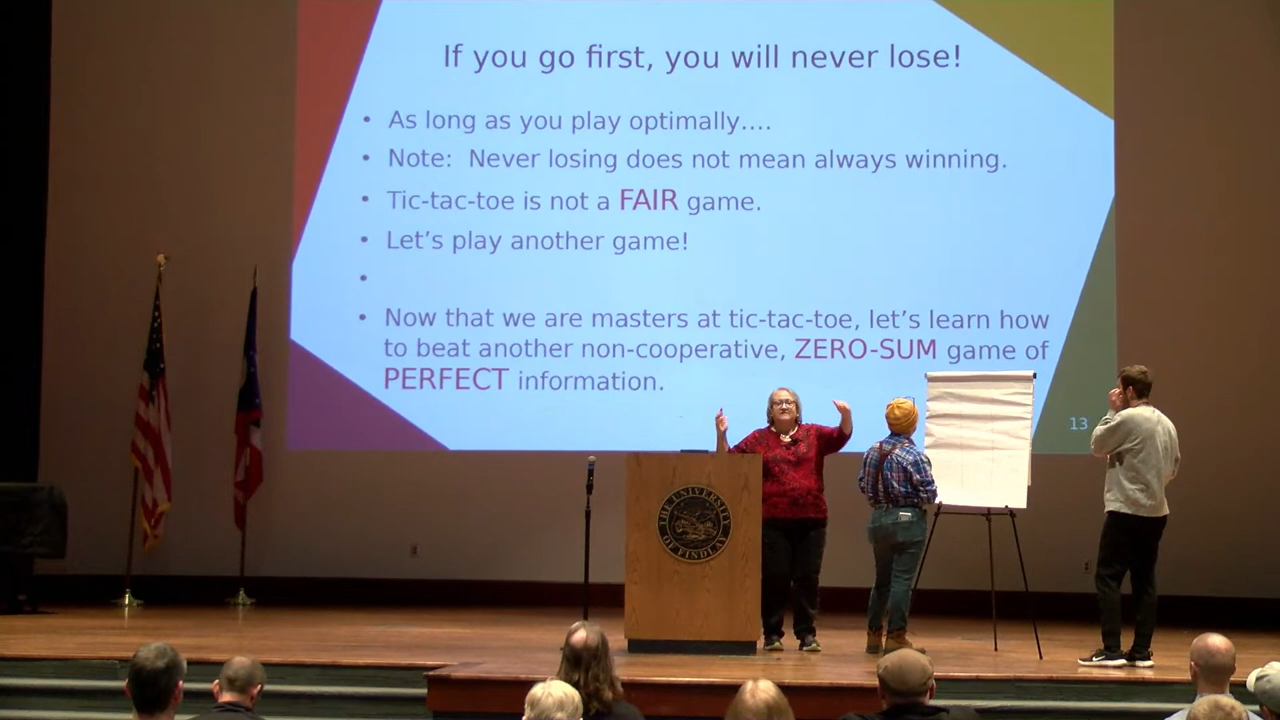 If you go first, you will never lose!
• As long as you play optimally....
• Note: Never losing does not mean always winning.
• Tic-tac-toe is not a FAIR game.
• Let's play another game!
•
• Now that we are masters at tic-tac-toe, let's learn how
to beat another non-cooperative, ZERO-SUM game of
PERFECT information.
13
THE UNIVERSITY
OF FINDLAY